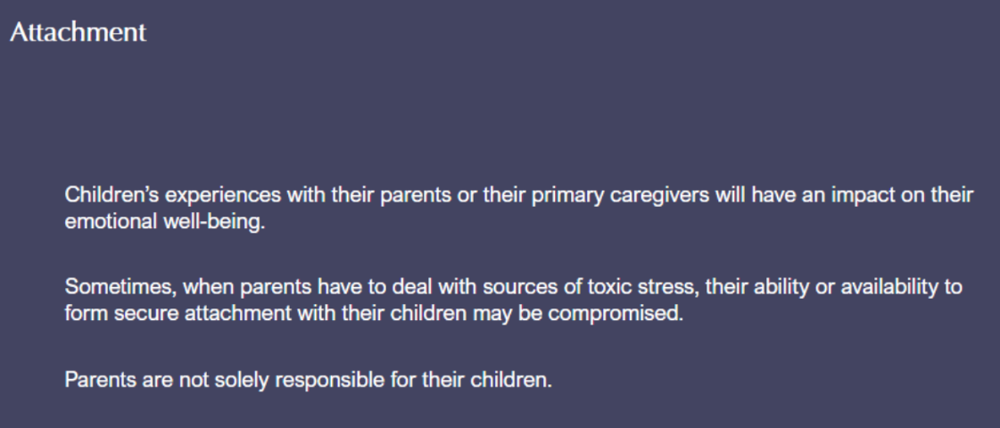 Attachment
Children’s experiences with their parents or their primary caregivers will have an impact on their
emotional well-being.
Sometimes, when parents have to deal with sources of toxic stress, their ability or availability to
form secure attachment with their children may be compromised.
Parents are not solely responsible for their children.